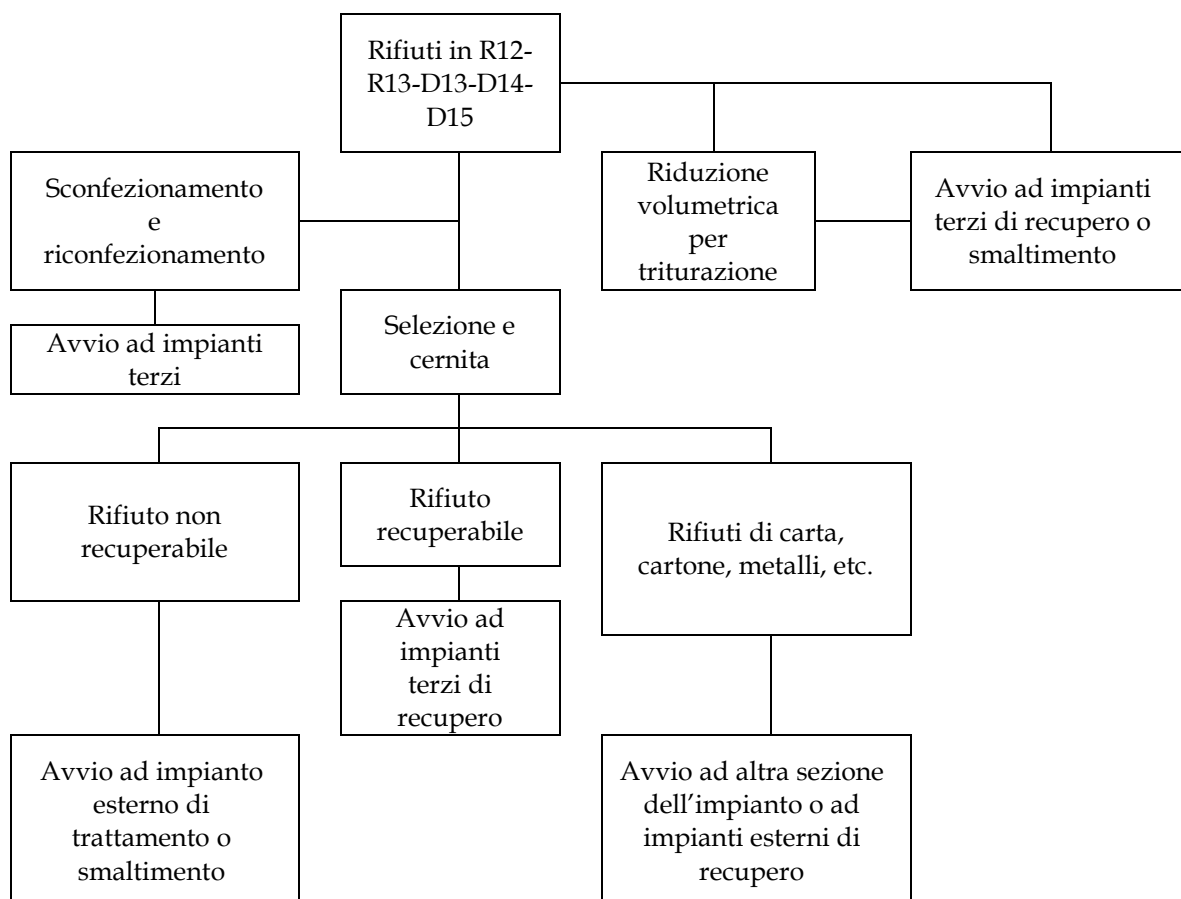 Rifiuti in R12-
R13-D13-D14-
D15
Sconfezionamento
e
riconfezionamento
Riduzione
volumetrica
per
triturazione
Avvio ad impianti
terzi di recupero o
smaltimento
Avvio ad impianti
terzi
Selezione e
cernita
Rifiuto non
recuperabile
Rifiuto
recuperabile
Rifiuti di carta,
cartone, metalli, etc.
Avvio ad
impianti
terzi di
recupero
Avvio ad impianto
esterno di
trattamento o
smaltimento
Avvio ad altra sezione
dell’impianto o ad
impianti esterni di
recupero